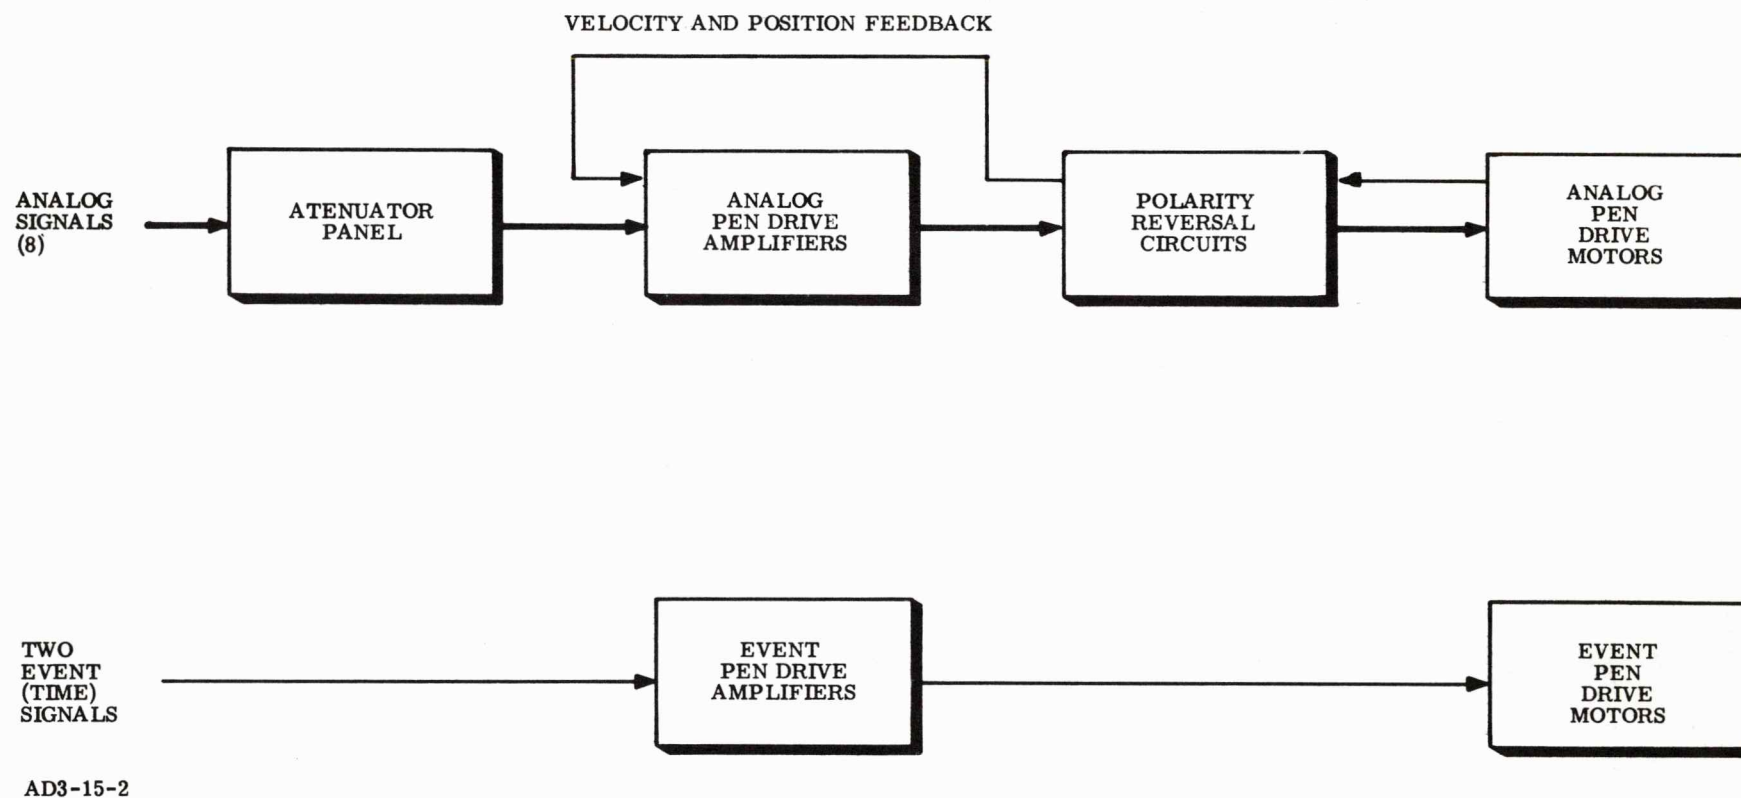 VELOCITY AND POSITION FEEDBACK
ANALOG
SIGNALS
(8)
ATENUATOR
PANEL
ANALOG
PEN DRIVE
AMPLIFIERS
POLARITY
REVERSAL
CIRCUITS
ANALOG
PEN
DRIVE
MOTORS
TWO
EVENT
(TIME)
SIGNALS
EVENT
PEN DRIVE
AMPLIFIERS
EVENT
PEN
DRIVE
MOTORS
AD3-15-2